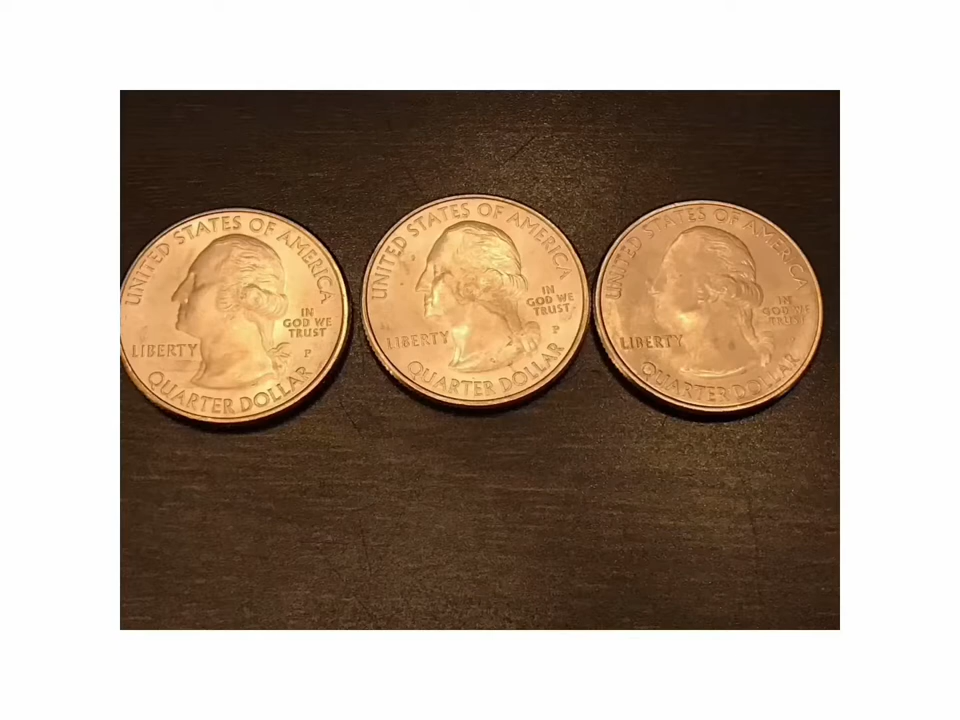 UNITED STATES OF AMERICA
LIBERTY
IN
GOD WE
TRUST
P
QUARTER DOLLAR
UNITED STATES OF AMERICA
LIBERTY
IN
GOD WE
TRUST
P
QUARTER DOLLAR
UNITED STATES OF AMERICA
LIBERTY
IN
GOD WE
TRUST
QUARTER DOLLAR